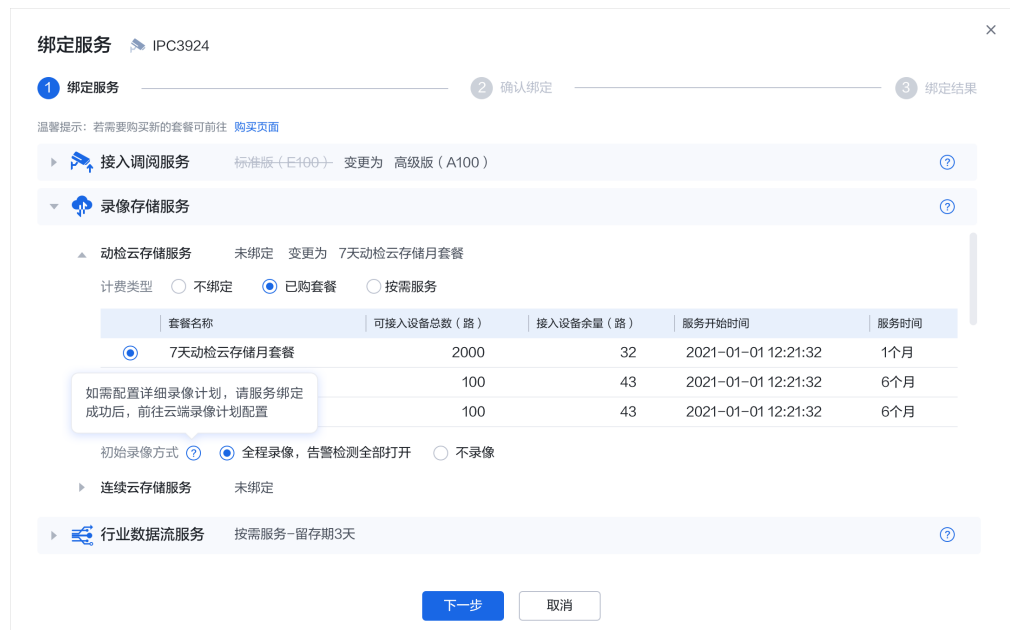 绑定服务 IPC3924
1 绑定服务 2 确认绑定 3 绑定结果
温馨提示：若需要购买新的套餐可前往 购买页面
接入调阅服务 标准版（E100） 变更为 高级版（A100） ?
录像存储服务 ?
动检云存储服务 未绑定 变更为 7天动检云存储月套餐
计费类型 不绑定 已购套餐 按需服务
套餐名称 可接入设备总数（路） 接入设备余量（路） 服务开始时间 服务时间
7天动检云存储月套餐 2000 32 2021-01-01 12:21:32 1个月
100 43 2021-01-01 12:21:32 6个月
100 43 2021-01-01 12:21:32 6个月
如需配置详细录像计划，请服务绑定
成功后，前往云端录像计划配置
初始录像方式 ? 全程录像，告警检测全部打开 不录像
连续云存储服务 未绑定
行业数据流服务 按需服务-留存期3天 ?
下一步 取消